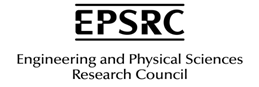 EPSRC
Engineering and Physical Sciences
Research Council